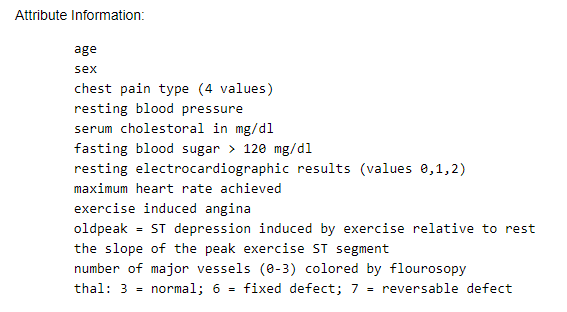 Attribute Information:
age
sex
chest pain type (4 values)
resting blood pressure
serum cholestoral in mg/dl
fasting blood sugar > 120 mg/dl
resting electrocardiographic results (values 0,1,2)
maximum heart rate achieved
exercise induced angina
oldpeak = ST depression induced by exercise relative to rest
the slope of the peak exercise ST segment
number of major vessels (0-3) colored by flourosopy
thal: 3 = normal; 6 = fixed defect; 7 = reversable defect